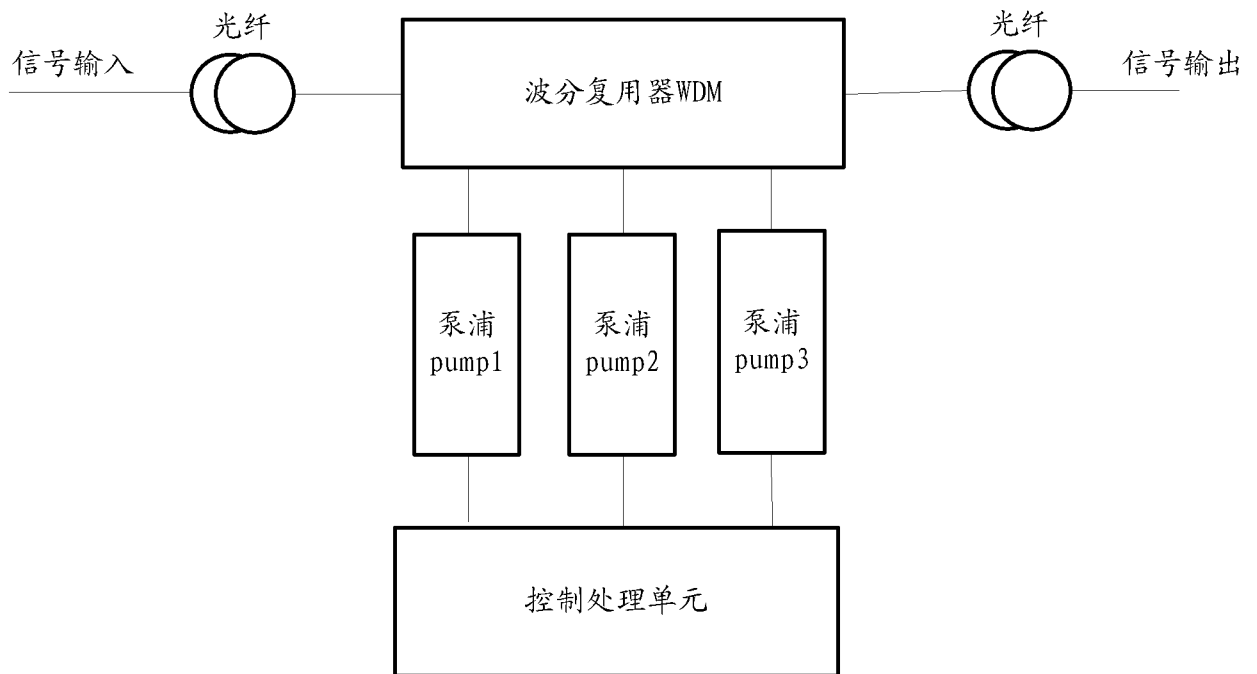 光纤
光纤
信号输入
信号输出
波分复用器WDM
泵浦
pump1
泵浦
pump2
泵浦
pump3
控制处理单元